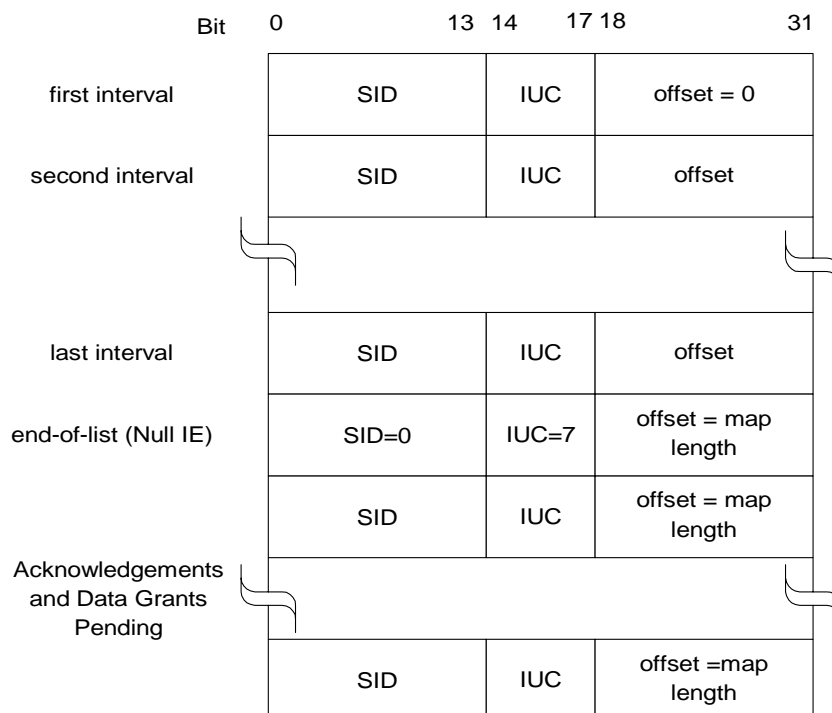 Bit 0 13 14 17 18 31
first interval SID IUC offset = 0
second interval SID IUC offset
last interval SID IUC offset
end-of-list (Null IE) SID=0 IUC=7 offset = map
length
SID IUC offset = map
length
Acknowledgements
and Data Grants
Pending
SID IUC offset =map
length